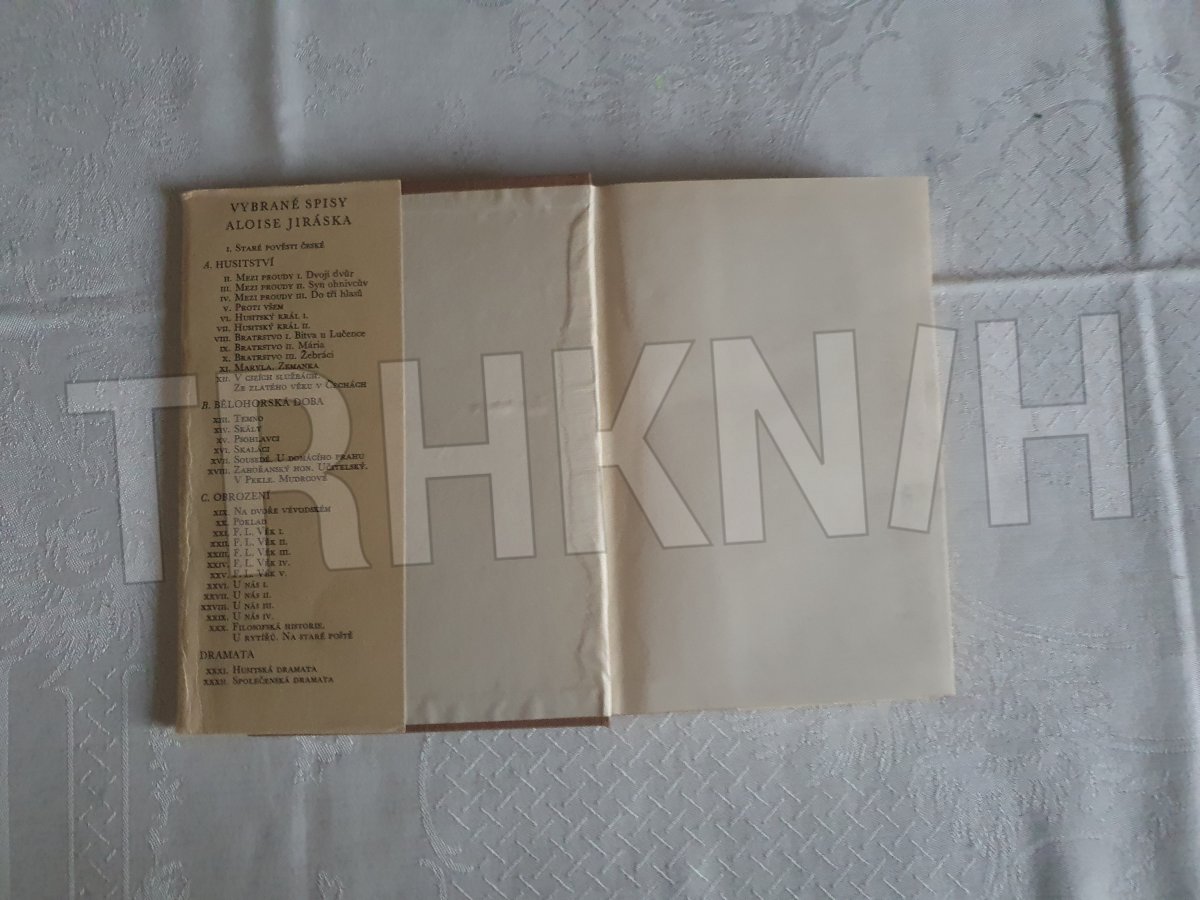 VYBRANÉ SPISY
ALOISE JIRÁSKA
I. STARÉ POVĚSTI ČESKÉ
A. HUSITSTVÍ
II. MEZI PROUDY I. Dvojí dvůr
III. MEZI PROUDY II. Syn ohnivcův
IV. MEZI PROUDY III. Do tří hlasů
V. PROTI VŠEM
VI. HUSITSKÝ KRÁL I.
VII. HUSITSKÝ KRÁL II.
VIII. BRATRSTVO I. Bitva u Lučence
IX. BRATRSTVO II. Mária
X. BRATRSTVO III. Žebráci
XI. MARYLA. ZEMANKA
XII. V CIZÍCH SLUŽBÁCH.
ZE ZLATÉHO VĚKU V ČECHÁCH
B. BĚLOHORSKÁ DOBA
XIII. TEMNO
XIV. SKÁLY
XV. PSOHLAVCI
XVI. SKALÁCI
XVII. SOUSEDÉ. U DOMÁCÍHO PRAHU
XVIII. ZAHOŘANSKÝ HON. UČITELSKÝ.
V PEKLE. MUDRCOVÉ
C. OBROZENÍ
XIX. NA DVOŘE VÉVODSKÉM
XX. POKLAD
XXI. F. L. VĚK I.
XXII. F. L. VĚK II.
XXIII. F. L. VĚK III.
XXIV. F. L. VĚK IV.
XXV. F. L. VĚK V.
XXVI. U NÁS I.
XXVII. U NÁS II.
XXVIII. U NÁS III.
XXIX. U NÁS IV.
XXX. FILOSOFSKÁ HISTORIE.
U RYTÍŘŮ. NA STARÉ POŠTĚ
DRAMATA
XXXI. HUSITSKÁ DRAMATA
XXXII. SPOLEČENSKÁ DRAMATA
TRHKNIH